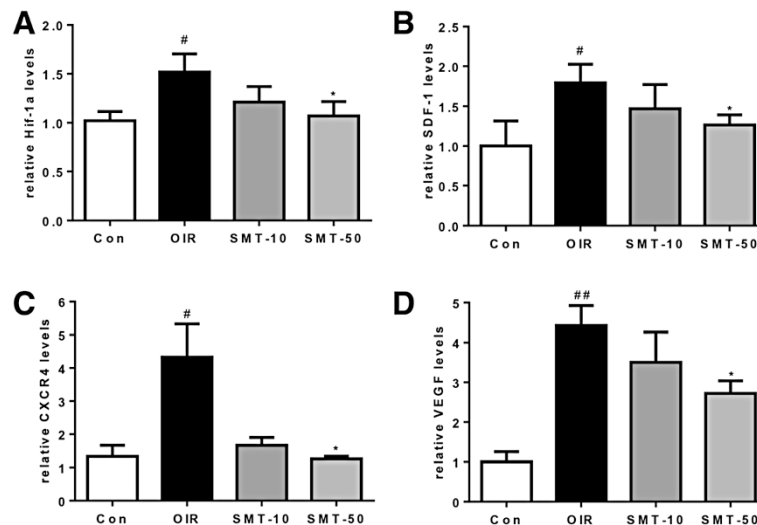 A
relative Hif-1a levels
2.0
1.5
1.0
0.5
0.0
#
*
Con OIR SMT-10 SMT-50
B
relative SDF-1 levels
2.5
2.0
1.5
1.0
0.5
0.0
#
*
Con OIR SMT-10 SMT-50
C
relative CXCR4 levels
6
5
4
3
2
1
0
#
*
Con OIR SMT-10 SMT-50
D
relative VEGF levels
5
4
3
2
1
0
##
*
Con OIR SMT-10 SMT-50